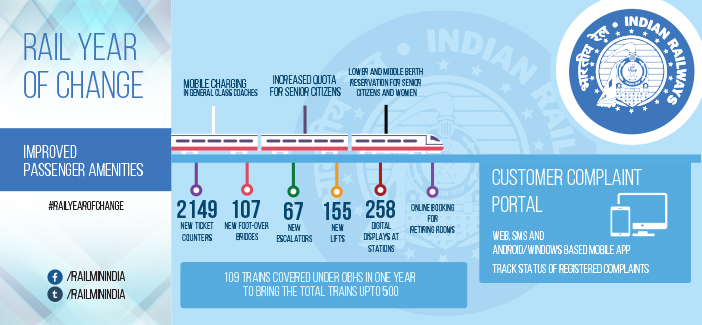 RAIL YEAR
OF CHANGE
IMPROVED
PASSENGER AMENITIES
#RAILYEAROFCHANGE
/RAILMININDIA
/RAILMININDIA
MOBILE CHARGING
IN GENERAL CLASS COACHES
INCREASED QUOTA
FOR SENIOR CITIZENS
LOWER AND MIDDLE BERTH
RESERVATION FOR SENIOR
CITIZENS AND WOMEN
2149
NEW TICKET
COUNTERS
107
NEW FOOT-OVER
BRIDGES
67
NEW
ESCALATORS
155
NEW
LIFTS
258
DIGITAL
DISPLAYS AT
STATIONS
ONLINE BOOKING
FOR
RETIRING ROOMS
109 TRAINS COVERED UNDER OBHS IN ONE YEAR
TO BRING THE TOTAL TRAINS UPTO 500
भारतीय रेल • INDIAN RAILWAYS
INDIAN RAIL
CUSTOMER COMPLAINT
PORTAL
WEB, SMS AND
ANDROID/WINDOWS BASED MOBILE APP
TRACK STATUS OF REGISTERED COMPLAINTS